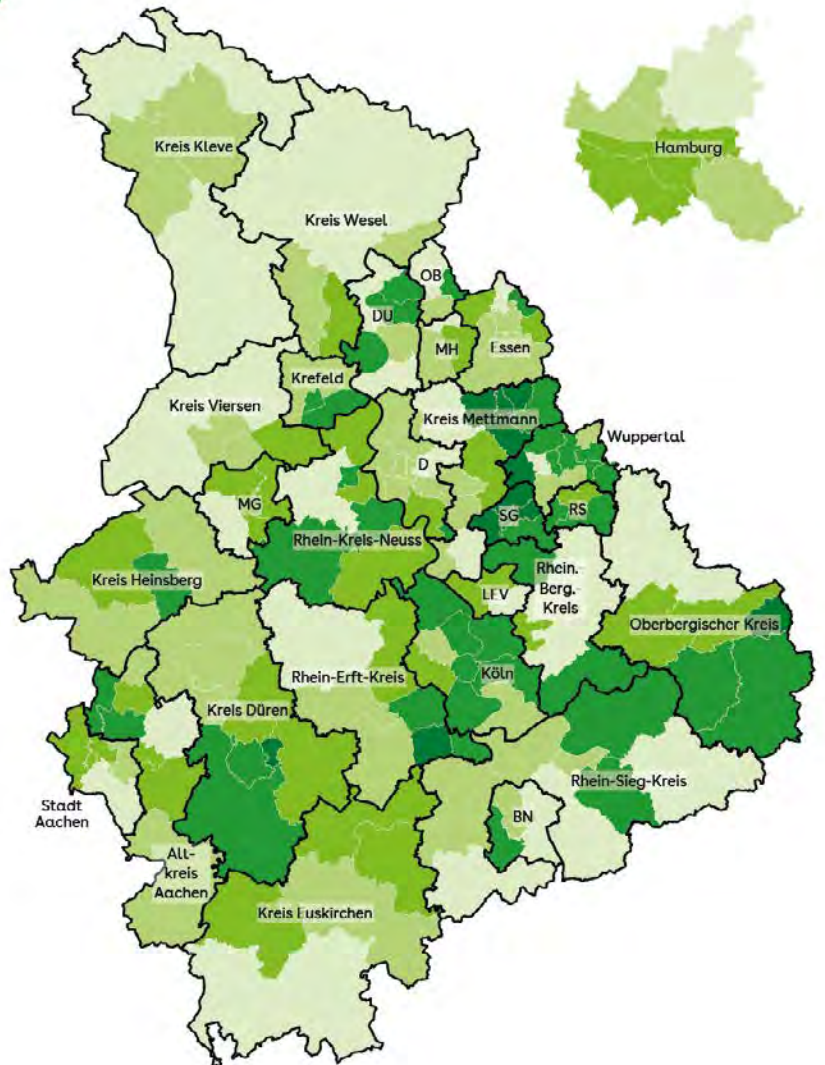 Kreis Kleve
Hamburg
Kreis Wesel
OB
DU
MH
Essen
Krefeld
Kreis Viersen
Kreis Mettmann
Wuppertal
D
MG
SG
RS
Rhein-Kreis-Neuss
Kreis Heinsberg
LEV
Rhein.
Berg.
Kreis
Oberbergischer Kreis
Rhein-Erft-Kreis
Köln
Kreis Düren
Rhein-Sieg-Kreis
Stadt
Aachen
BN
Alt-
kreis
Aachen
Kreis Euskirchen